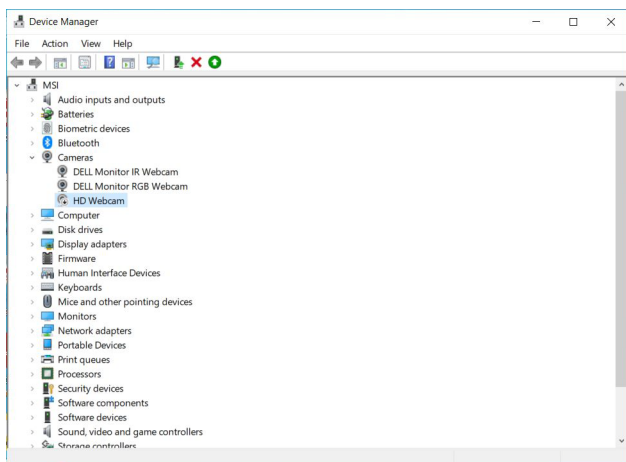 Device Manager
File Action View Help
MSI
Audio inputs and outputs
Batteries
Biometric devices
Bluetooth
Cameras
DELL Monitor IR Webcam
DELL Monitor RGB Webcam
HD Webcam
Computer
Disk drives
Display adapters
Firmware
Human Interface Devices
Keyboards
Mice and other pointing devices
Monitors
Network adapters
Portable Devices
Print queues
Processors
Security devices
Software components
Software devices
Sound, video and game controllers
Storage controllers